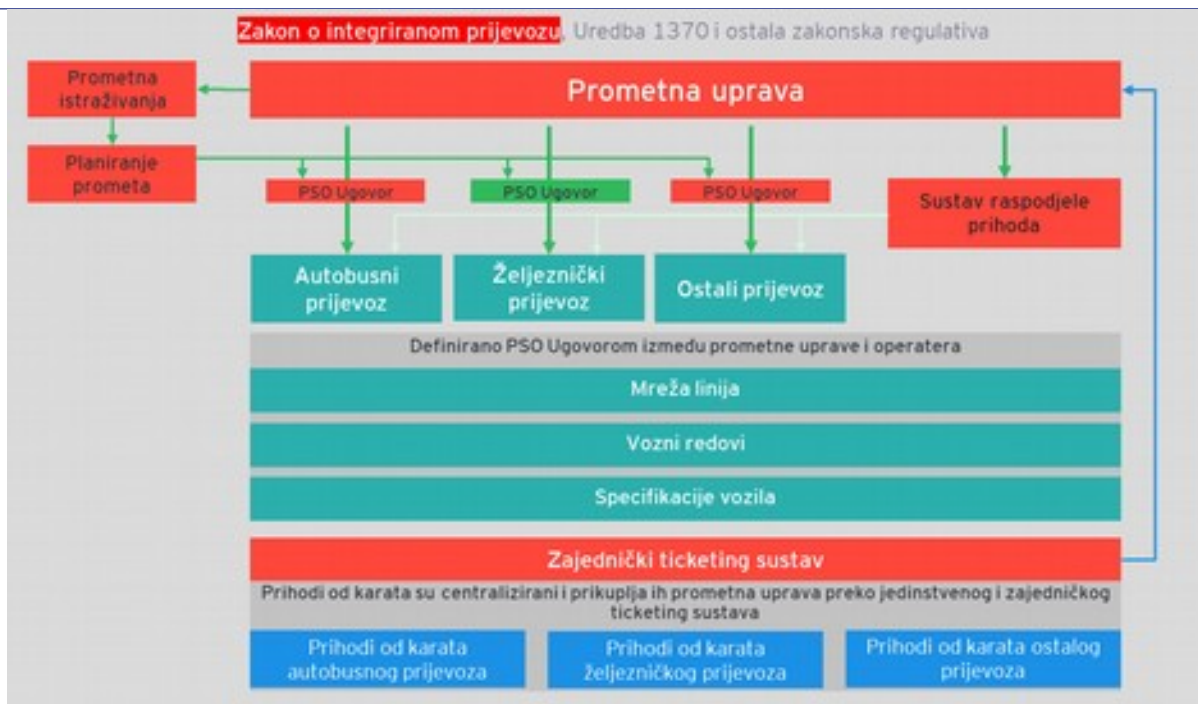 Zakon o integriranom prijevozu, Uredba 1370 i ostala zakonska regulativa
Prometna
istraživanja
Prometna uprava
Planiranje
prometa
PSO Ugovor
PSO Ugovor
PSO Ugovor
Sustav raspodjele
prihoda
Autobusni
prijevoz
Željeznički
prijevoz
Ostali prijevoz
Definirano PSO Ugovorom između prometne uprave i operatera
Mreža linija
Vozni redovi
Specifikacije vozila
Zajednički ticketing sustav
Prihodi od karata su centralizirani i prikuplja ih prometna uprava preko jedinstvenog i zajedničkog
ticketing sustava
Prihodi od karata
autobusnog prijevoza
Prihodi od karata
željezničkog prijevoza
Prihodi od karata ostalog
prijevoza